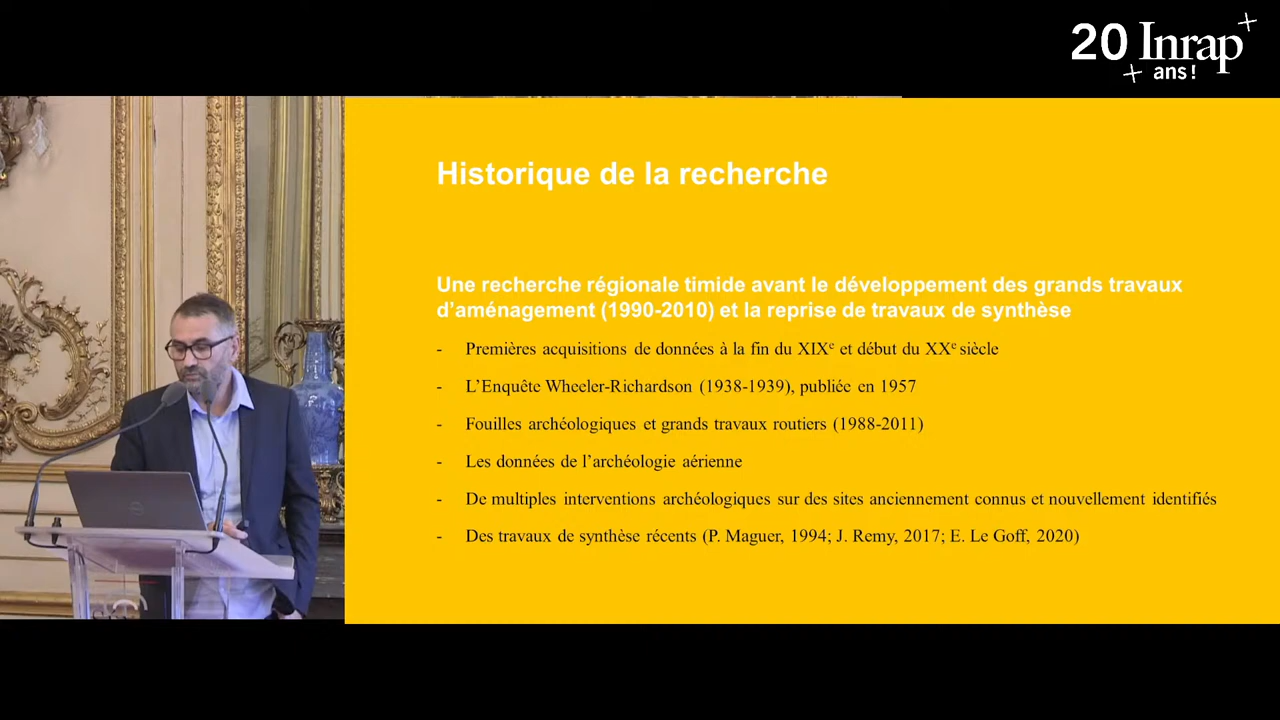 20 Inrap
ans!
Historique de la recherche
Une recherche régionale timide avant le développement des grands travaux
d’aménagement (1990-2010) et la reprise de travaux de synthèse
- Premières acquisitions de données à la fin du XIXe et début du XXe siècle
- L’Enquête Wheeler-Richardson (1938-1939), publiée en 1957
- Fouilles archéologiques et grands travaux routiers (1988-2011)
- Les données de l’archéologie aérienne
- De multiples interventions archéologiques sur des sites anciennement connus et nouvellement identifiés
- Des travaux de synthèse récents (P. Maguer, 1994; J. Remy, 2017; E. Le Goff, 2020)